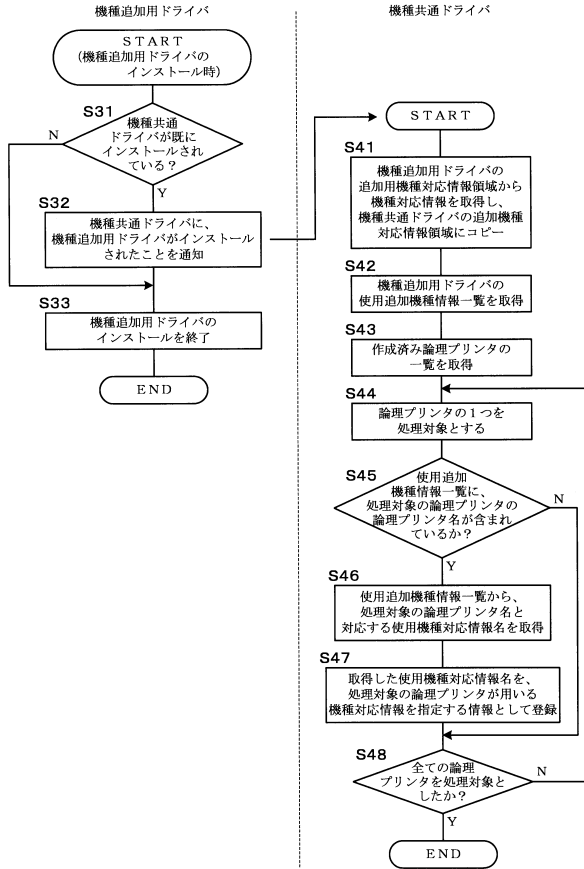 機種追加用ドライバ
START
(機種追加用ドライバの
インストール時)
S31
機種共通
ドライバが既に
インストールされ
ている？
N
Y
S32
機種共通ドライバに、
機種追加用ドライバがインストール
されたことを通知
S33
機種追加用ドライバの
インストールを終了
END
機種共通ドライバ
START
S41
機種追加用ドライバの
追加用機種対応情報領域から
機種対応情報を取得し、
機種共通ドライバの追加機種
対応情報領域にコピー
S42
機種追加用ドライバの
使用追加機種情報一覧を取得
S43
作成済み論理プリンタの
一覧を取得
S44
論理プリンタの１つを
処理対象とする
S45
使用追加
機種情報一覧に、
処理対象の論理プリンタの
論理プリンタ名が含まれ
ているか？
N
Y
S46
使用追加機種情報一覧から、
処理対象の論理プリンタ名と
対応する使用機種対応情報名を取得
S47
取得した使用機種対応情報名を、
処理対象の論理プリンタが用いる
機種対応情報を指定する情報として登録
S48
全ての論理
プリンタを処理対象と
したか？
N
Y
END